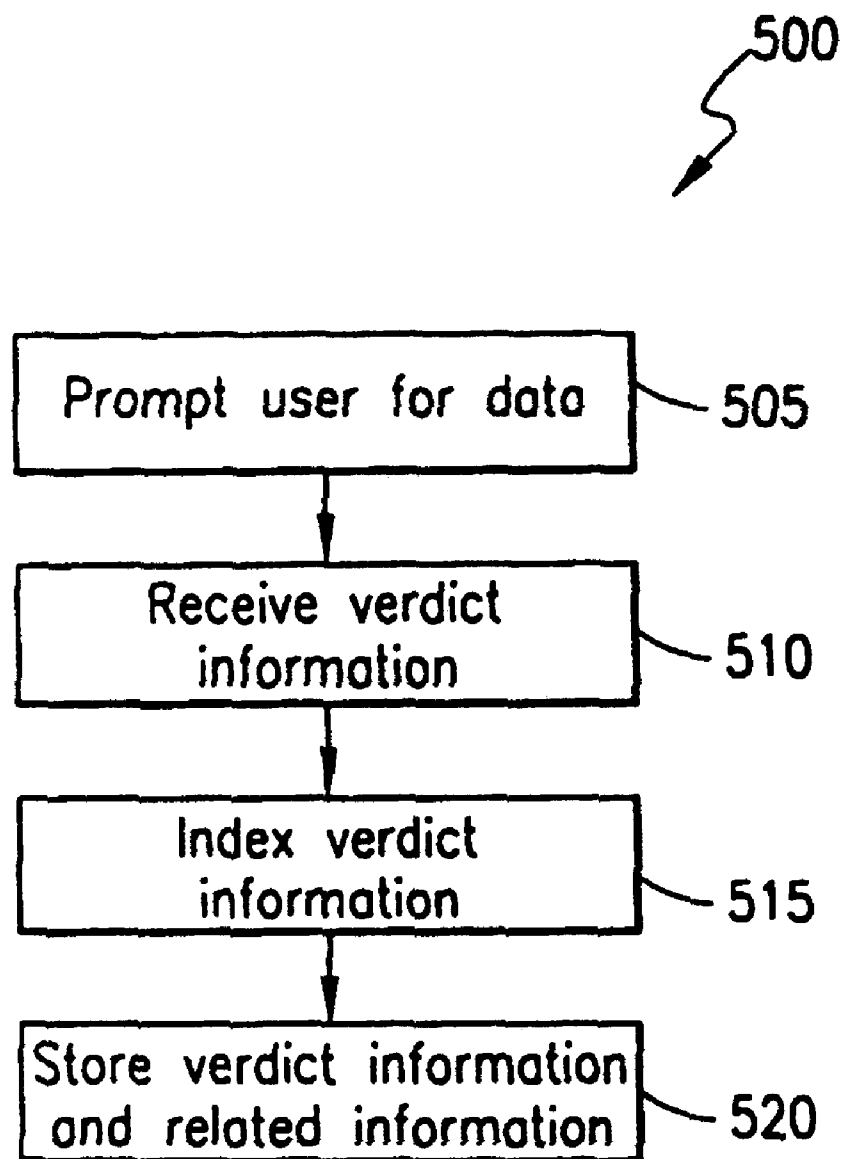 500
Prompt user for data
505
Receive verdict
information
510
Index verdict
information
515
Store verdict information
and related information
520